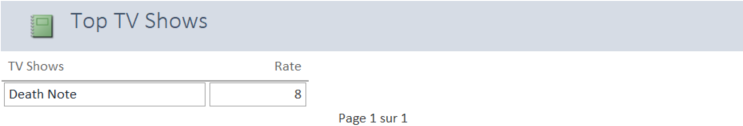 Top TV Shows
TV Shows Rate
Death Note 8
Page 1 sur 1